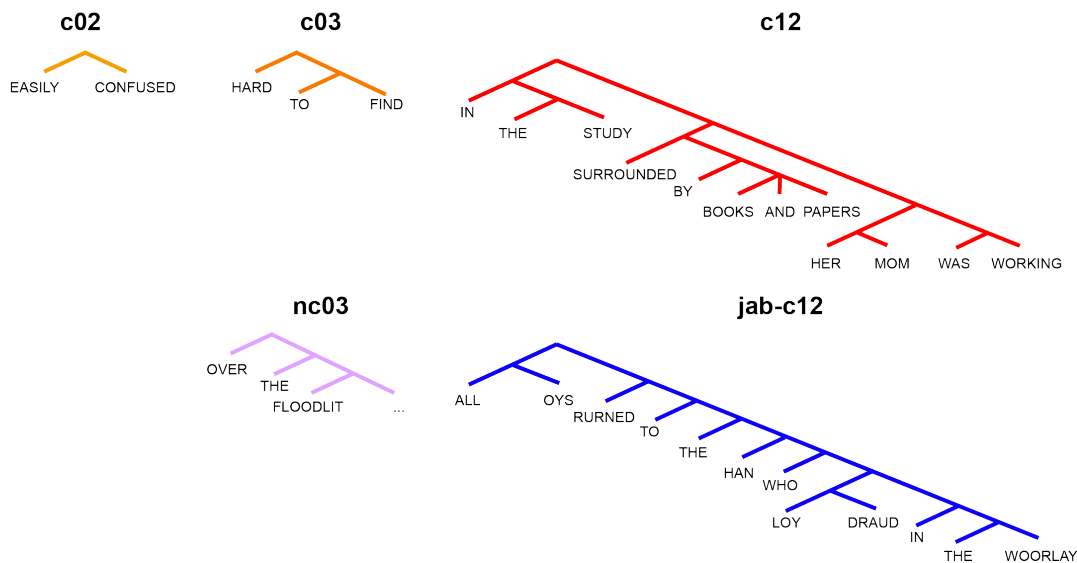 c02
c03
c12
EASILY CONFUSED
HARD
TO FIND
IN
THE STUDY
SURROUNDED
BY
BOOKS AND PAPERS
HER MOM WAS WORKING
nc03
jab-c12
OVER
THE
FLOODLIT ...
ALL OYS
RURNED
TO
THE
HAN
WHO
LOY DRAUD
IN
THE WOORLAY